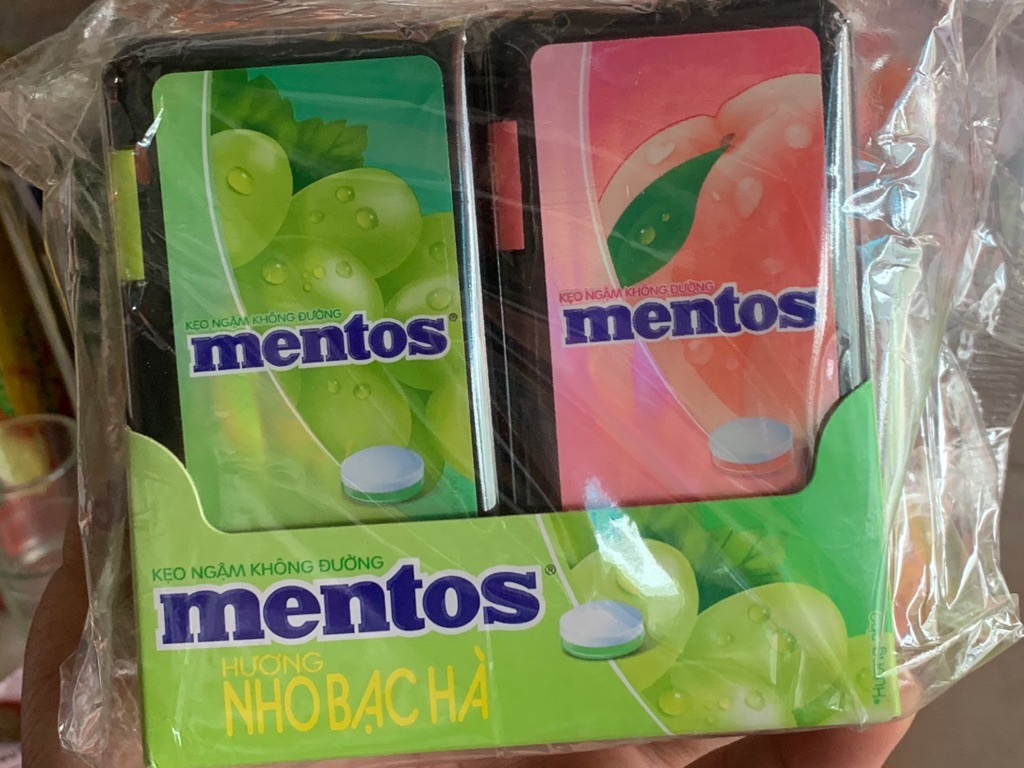 KẸO NGẬM KHÔNG ĐƯỜNG
mentos®
KẸO NGẬM KHÔNG ĐƯỜNG
mentos
KẸO NGẬM KHÔNG ĐƯỜNG
mentos®
HƯƠNG
NHO BẠC HÀ